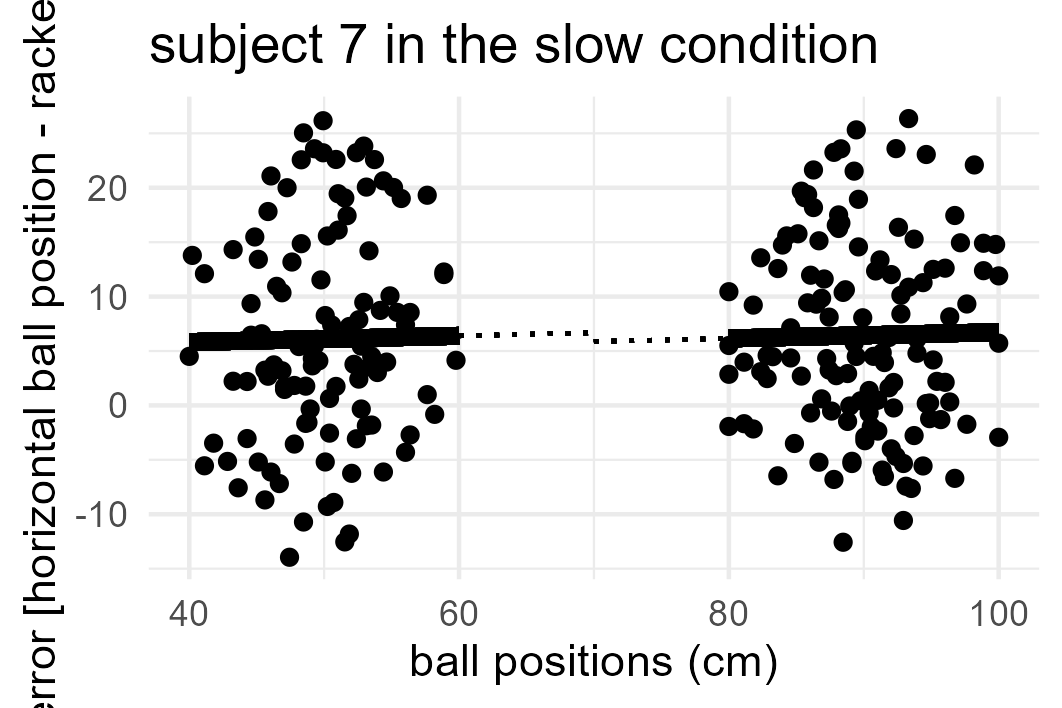 subject 7 in the slow condition
error [horizontal ball position -
20
10
0
-10
40 60 80 100
ball positions (cm)